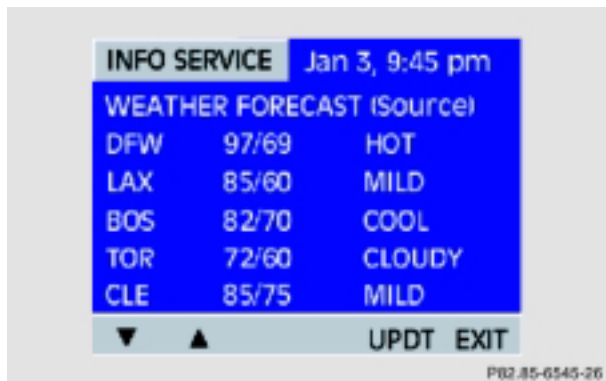 INFO SERVICE Jan 3, 9:45 pm
WEATHER FORECAST (Source)
DFW 97/69 HOT
LAX 85/60 MILD
BOS 82/70 COOL
TOR 72/60 CLOUDY
CLE 85/75 MILD
▼ ▲ UPDT EXIT
P82.85-6545-26